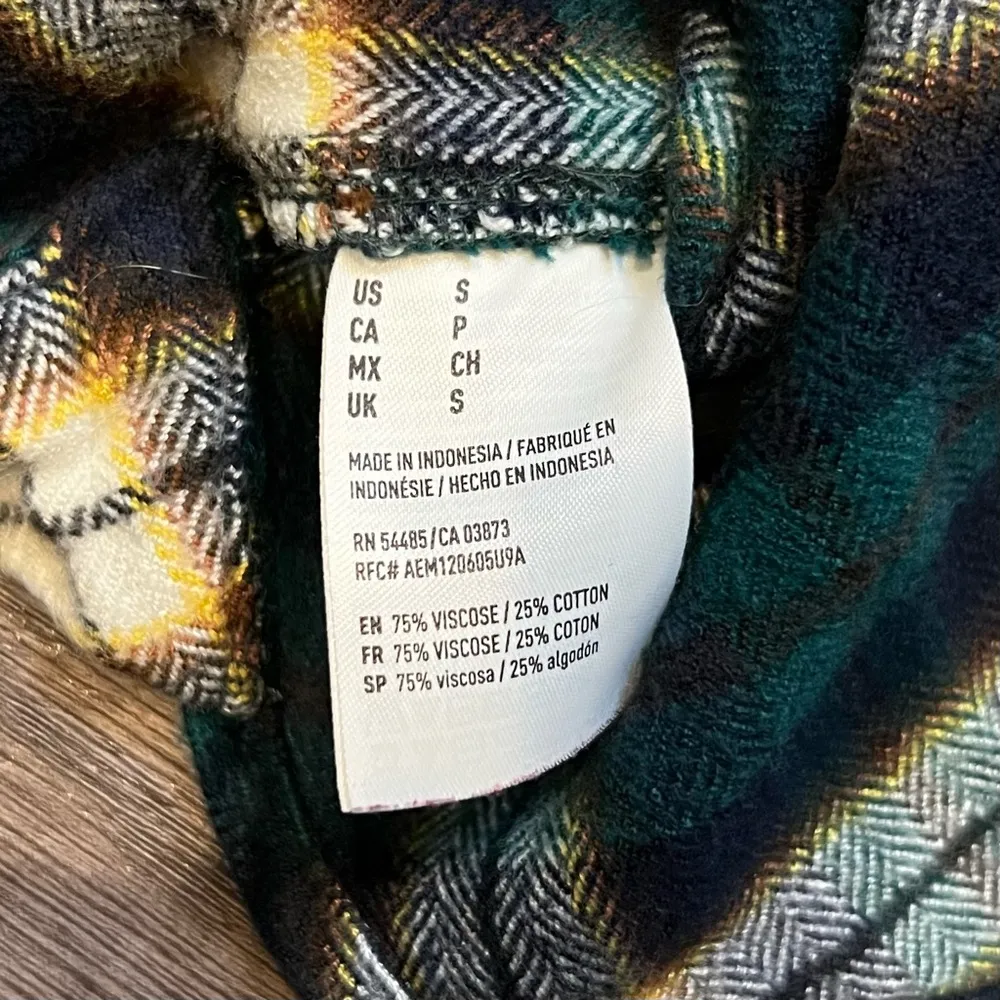 US S
CA P
MX CH
UK S
MADE IN INDONESIA / FABRIQUÉ EN
INDONÉSIE / HECHO EN INDONESIA
RN 54485/CA 03873
RFC# AEM120605U9A
EN 75% VISCOSE / 25% COTTON
FR 75% VISCOSE / 25% COTON
SP 75% viscosa / 25% algodón